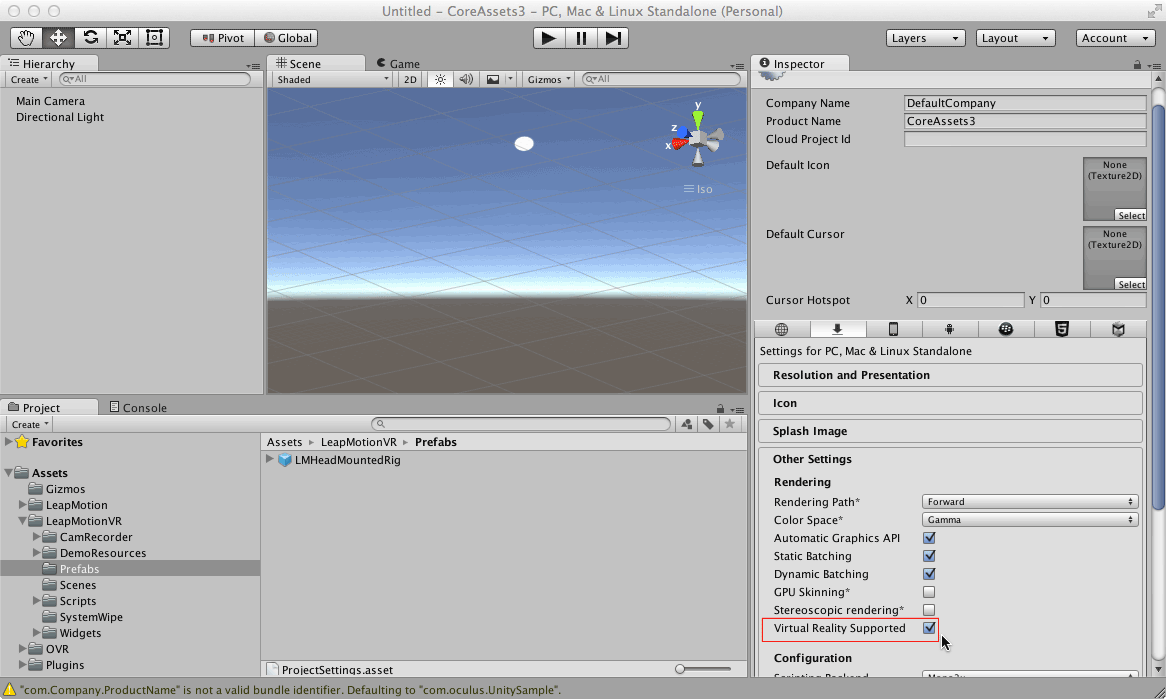 Untitled – CoreAssets3 – PC, Mac & Linux Standalone (Personal)
Pivot Global Layers Layout Account
Hierarchy
Create All
Main Camera
Directional Light
Scene Game
Shaded 2D Gizmos All
y
z
x
Iso
Inspector
Company Name DefaultCompany
Product Name CoreAssets3
Cloud Project Id
Default Icon None
(Texture2D)
Select
Default Cursor None
(Texture2D)
Select
Cursor Hotspot X 0 Y 0
Settings for PC, Mac & Linux Standalone
Resolution and Presentation
Icon
Splash Image
Other Settings
Rendering
Rendering Path* Forward
Color Space* Gamma
Automatic Graphics API
Static Batching
Dynamic Batching
GPU Skinning*
Stereoscopic rendering*
Virtual Reality Supported
Configuration
Project Console
Create
Favorites
Assets
Gizmos
LeapMotion
LeapMotionVR
CamRecorder
DemoResources
Prefabs
Scenes
Scripts
SystemWipe
Widgets
OVR
Plugins
Assets LeapMotionVR Prefabs
LMHeadMountedRig
ProjectSettings.asset
"com.Company.ProductName" is not a valid bundle identifier. Defaulting to "com.oculus.UnitySample".